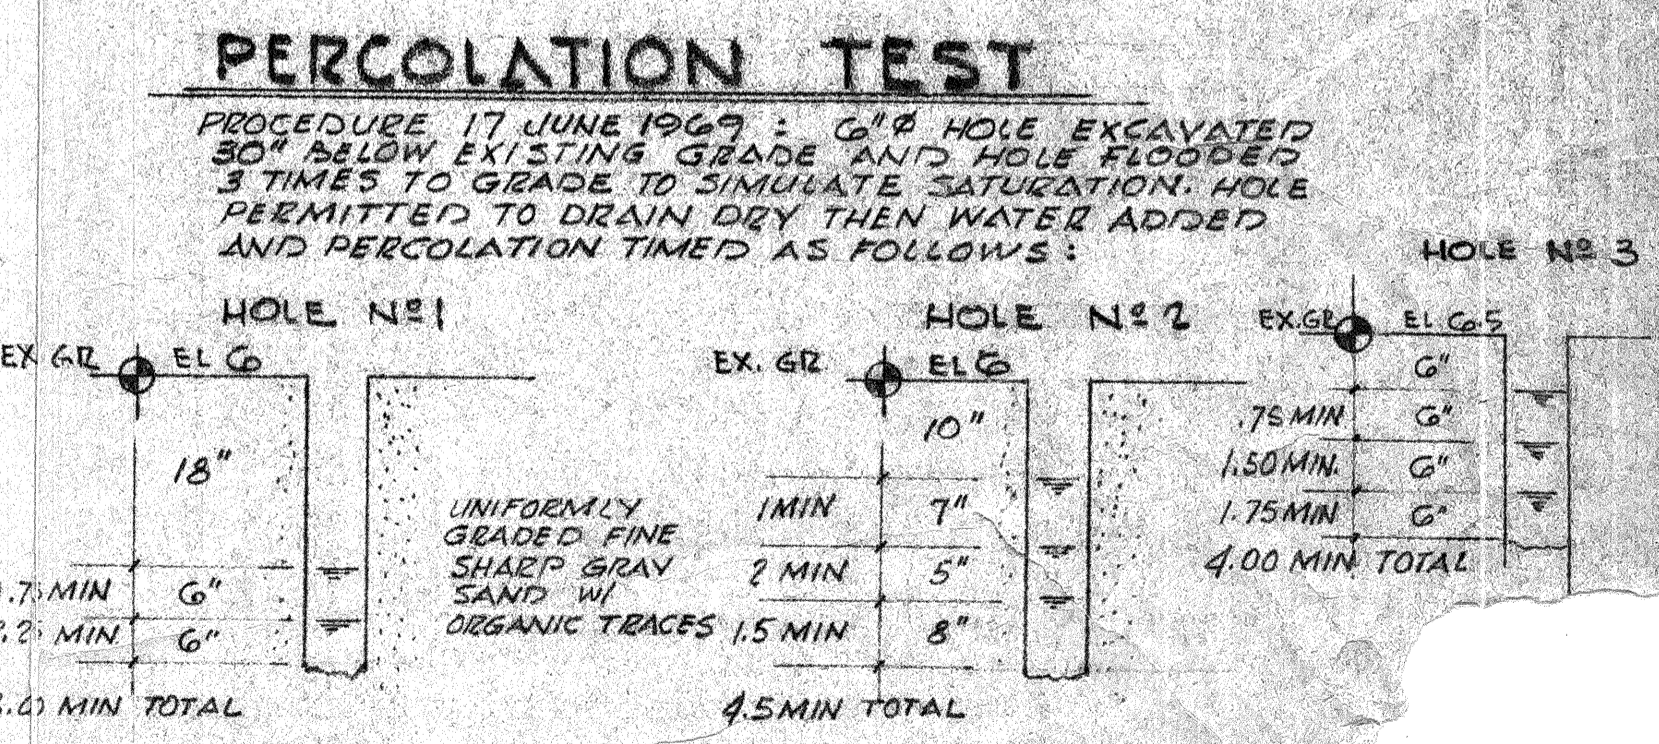 PERCOLATION TEST
PROCEDURE 17 JUNE 1969 : 6"Ø HOLE EXCAVATED
30" BELOW EXISTING GRADE AND HOLE FLOODED
3 TIMES TO GRADE TO SIMULATE SATURATION. HOLE
PERMITTED TO DRAIN DRY THEN WATER ADDED
AND PERCOLATION TIMED AS FOLLOWS:
HOLE Nº 1
EX GR EL 6
18"
MIN 6"
MIN 6"
MIN TOTAL
UNIFORMLY
GRADED FINE
SHARP GRAY
SAND W/
ORGANIC TRACES
HOLE Nº 2
EX. GR EL 6
10"
1 MIN 7"
2 MIN 5"
1.5 MIN 8"
4.5 MIN TOTAL
HOLE Nº 3
EX. GR EL 6.5
6"
.75 MIN 6"
1.50 MIN. 6"
1.75 MIN 6"
4.00 MIN TOTAL